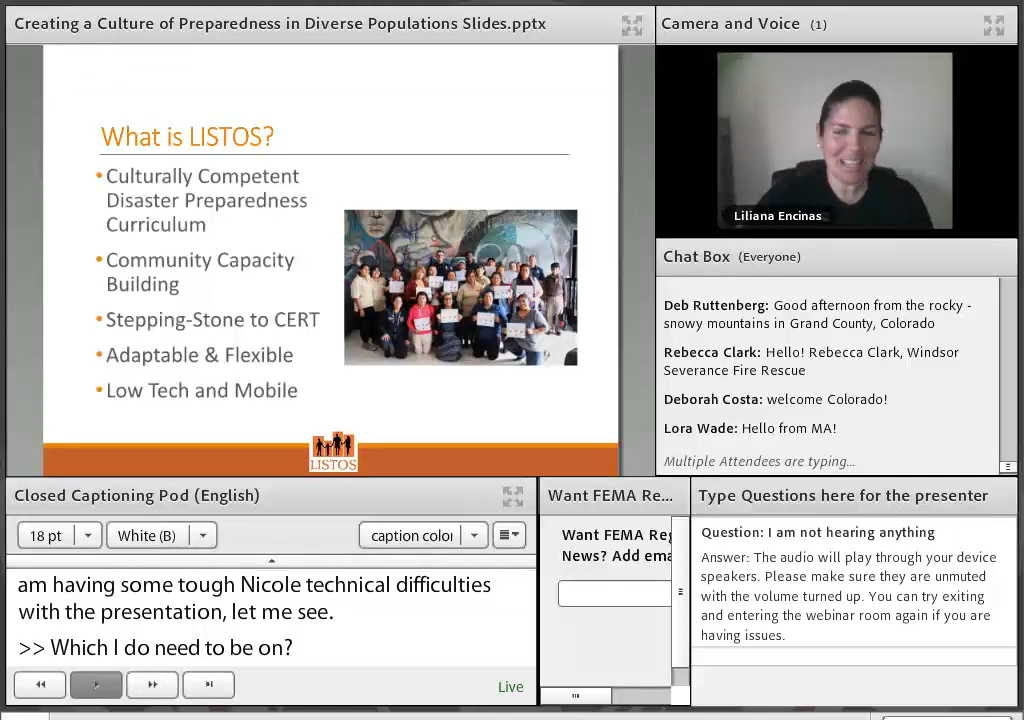 Creating a Culture of Preparedness in Diverse Populations Slides.pptx
What is LISTOS?
• Culturally Competent
Disaster Preparedness
Curriculum
• Community Capacity
Building
• Stepping-Stone to CERT
• Adaptable & Flexible
• Low Tech and Mobile
LISTOS
Camera and Voice (1)
Liliana Encinas
Chat Box (Everyone)
Deb Ruttenberg: Good afternoon from the rocky -
snowy mountains in Grand County, Colorado
Rebecca Clark: Hello! Rebecca Clark, Windsor
Severance Fire Rescue
Deborah Costa: welcome Colorado!
Lora Wade: Hello from MA!
Multiple Attendees are typing...
Closed Captioning Pod (English)
18 pt
White (B)
caption color
am having some tough Nicole technical difficulties
with the presentation, let me see.
>> Which I do need to be on?
Live
Want FEMA Re...
Want FEMA Reg
News? Add ema
Type Questions here for the presenter
Question: I am not hearing anything
Answer: The audio will play through your device
speakers. Please make sure they are unmuted
with the volume turned up. You can try exiting
and entering the webinar room again if you are
having issues.